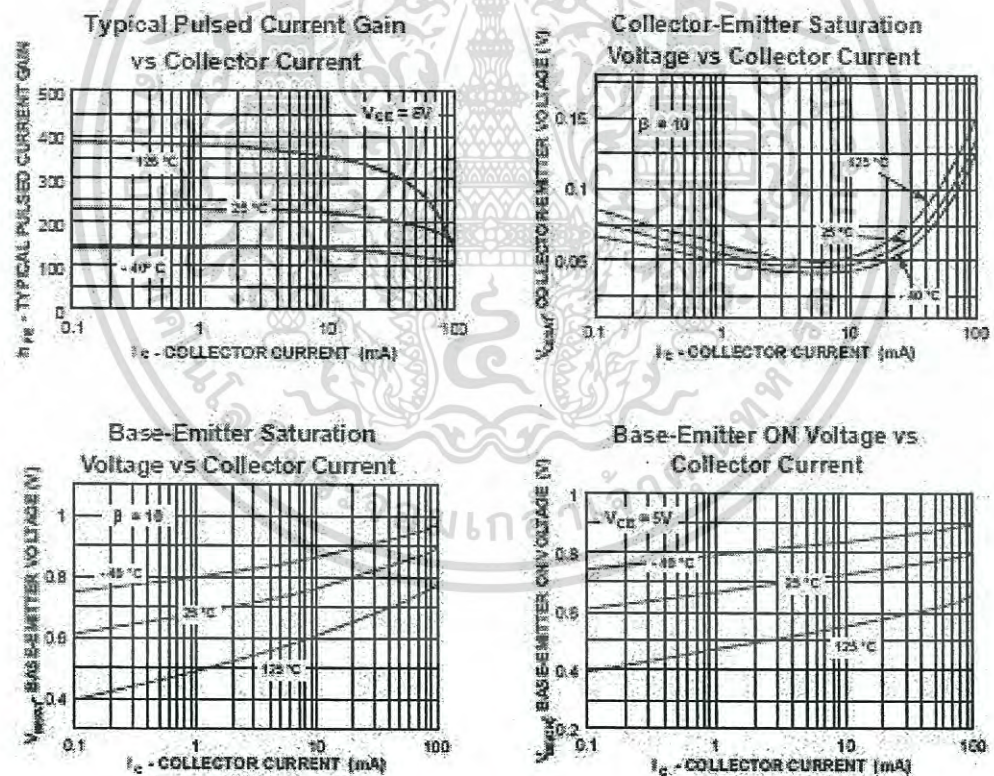 Typical Pulsed Current Gain
vs Collector Current
h FE - TYPICAL PULSED CURRENT GAIN
500
400
300
200
100
0
V CE = 5V
125 °C
25 °C
- 40° C
0.1
1
10
100
I C - COLLECTOR CURRENT (mA)
Collector-Emitter Saturation
Voltage vs Collector Current
COLLECTOR EMITTER VOLTAGE (V)
0.15
0.1
0.05
β = 10
125 °C
25 °C
- 40 °C
0.1
1
10
100
I C - COLLECTOR CURRENT (mA)
Base-Emitter Saturation
Voltage vs Collector Current
BASE-EMITTER VOLTAGE (V)
1
0.8
0.6
0.4
β = 10
- 40 °C
25 °C
125 °C
0.1
1
10
100
I C - COLLECTOR CURRENT (mA)
Base-Emitter ON Voltage vs
Collector Current
BASE-EMITTER ON VOLTAGE (V)
1
0.8
0.6
0.4
0.2
V CE = 5V
- 40 °C
25 °C
125 °C
0.1
1
10
100
I C - COLLECTOR CURRENT (mA)